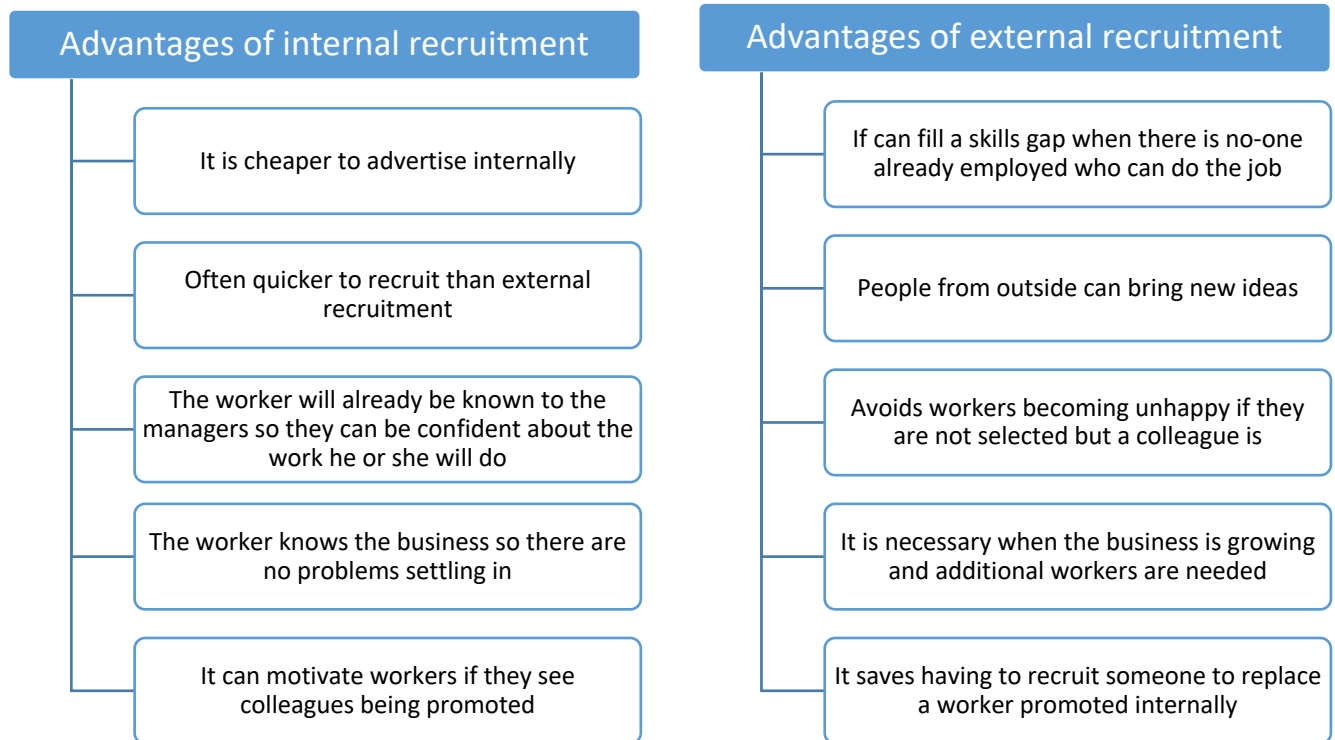 Advantages of internal recruitment
It is cheaper to advertise internally
Often quicker to recruit than external
recruitment
The worker will already be known to the
managers so they can be confident about the
work he or she will do
The worker knows the business so there are
no problems settling in
It can motivate workers if they see
colleagues being promoted
Advantages of external recruitment
If can fill a skills gap when there is no-one
already employed who can do the job
People from outside can bring new ideas
Avoids workers becoming unhappy if they
are not selected but a colleague is
It is necessary when the business is growing
and additional workers are needed
It saves having to recruit someone to replace
a worker promoted internally